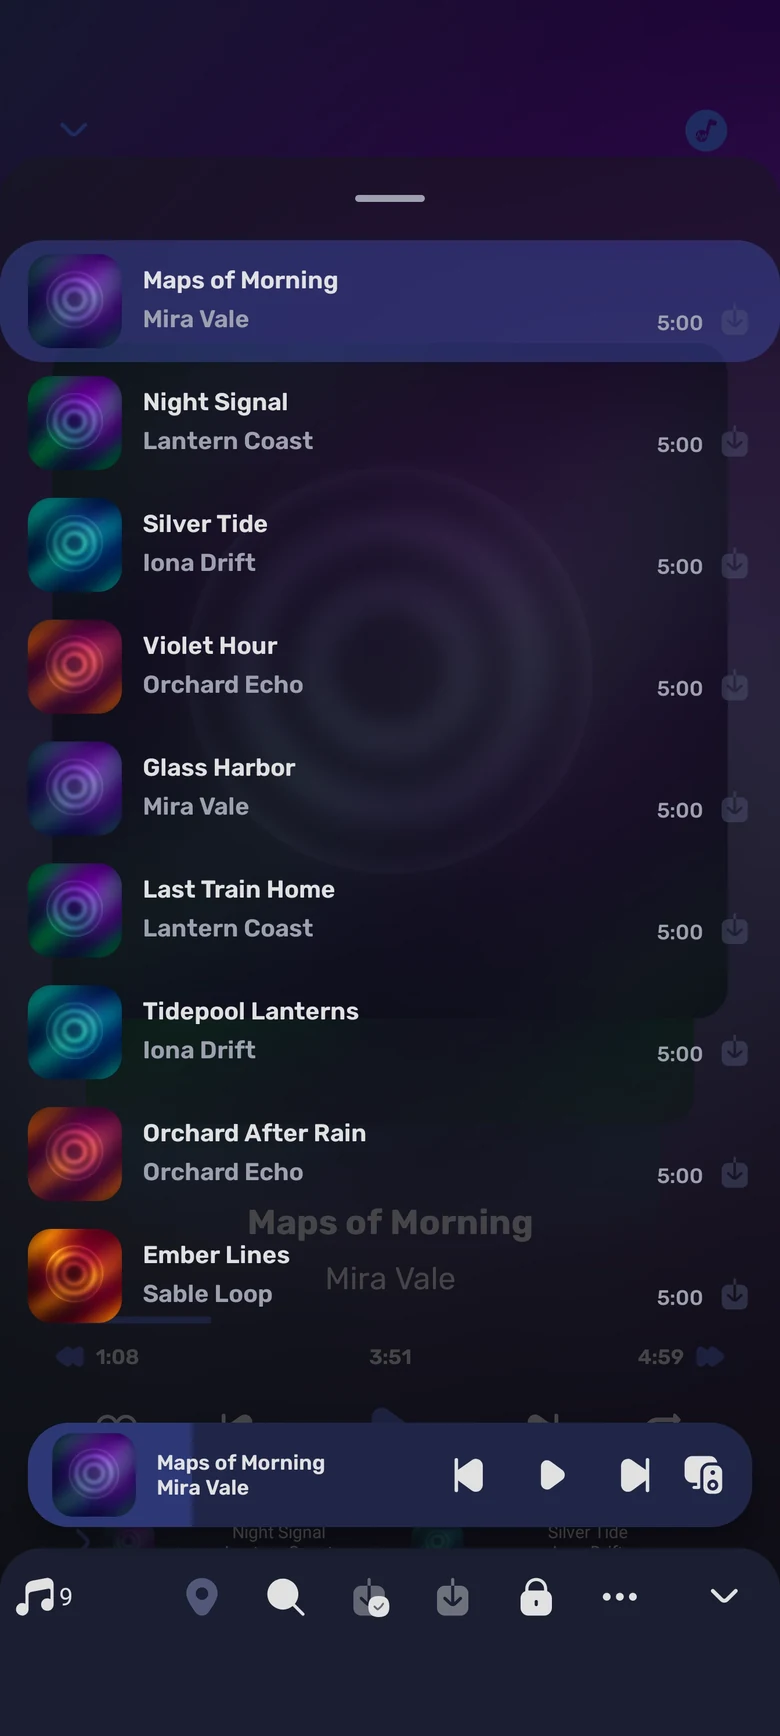 Maps of Morning
Mira Vale
5:00
Night Signal
Lantern Coast
5:00
Silver Tide
Iona Drift
5:00
Violet Hour
Orchard Echo
5:00
Glass Harbor
Mira Vale
5:00
Last Train Home
Lantern Coast
5:00
Tidepool Lanterns
Iona Drift
5:00
Orchard After Rain
Orchard Echo
5:00
Maps of Morning
Ember Lines
Mira Vale
Sable Loop
5:00
1:08 3:51 4:59
Maps of Morning
Mira Vale
Night Signal Silver Tide
9